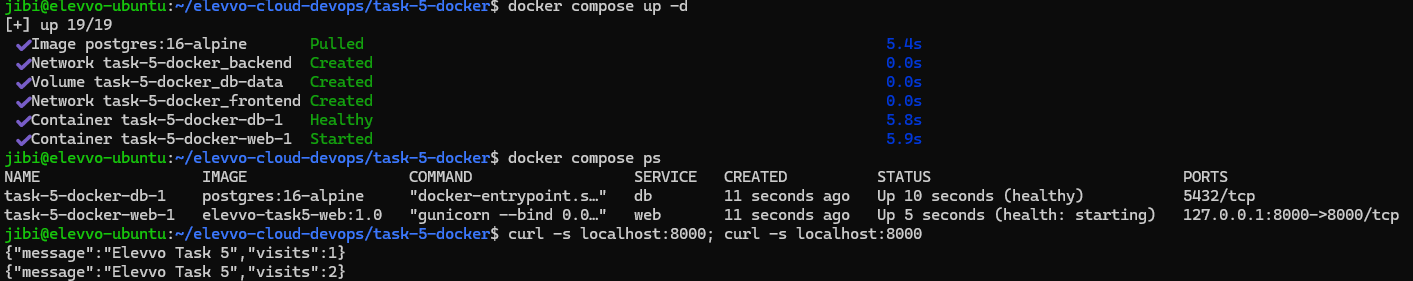 jibi@elevvo-ubuntu:~/elevvo-cloud-devops/task-5-docker$ docker compose up -d
[+] up 19/19
✔Image postgres:16-alpine Pulled 5.4s
✔Network task-5-docker_backend Created 0.0s
✔Volume task-5-docker_db-data Created 0.0s
✔Network task-5-docker_frontend Created 0.0s
✔Container task-5-docker-db-1 Healthy 5.8s
✔Container task-5-docker-web-1 Started 5.9s
jibi@elevvo-ubuntu:~/elevvo-cloud-devops/task-5-docker$ docker compose ps
NAME IMAGE COMMAND SERVICE CREATED STATUS PORTS
task-5-docker-db-1 postgres:16-alpine "docker-entrypoint.s…" db 11 seconds ago Up 10 seconds (healthy) 5432/tcp
task-5-docker-web-1 elevvo-task5-web:1.0 "gunicorn --bind 0.0…" web 11 seconds ago Up 5 seconds (health: starting) 127.0.0.1:8000->8000/tcp
jibi@elevvo-ubuntu:~/elevvo-cloud-devops/task-5-docker$ curl -s localhost:8000; curl -s localhost:8000
{"message":"Elevvo Task 5","visits":1}
{"message":"Elevvo Task 5","visits":2}